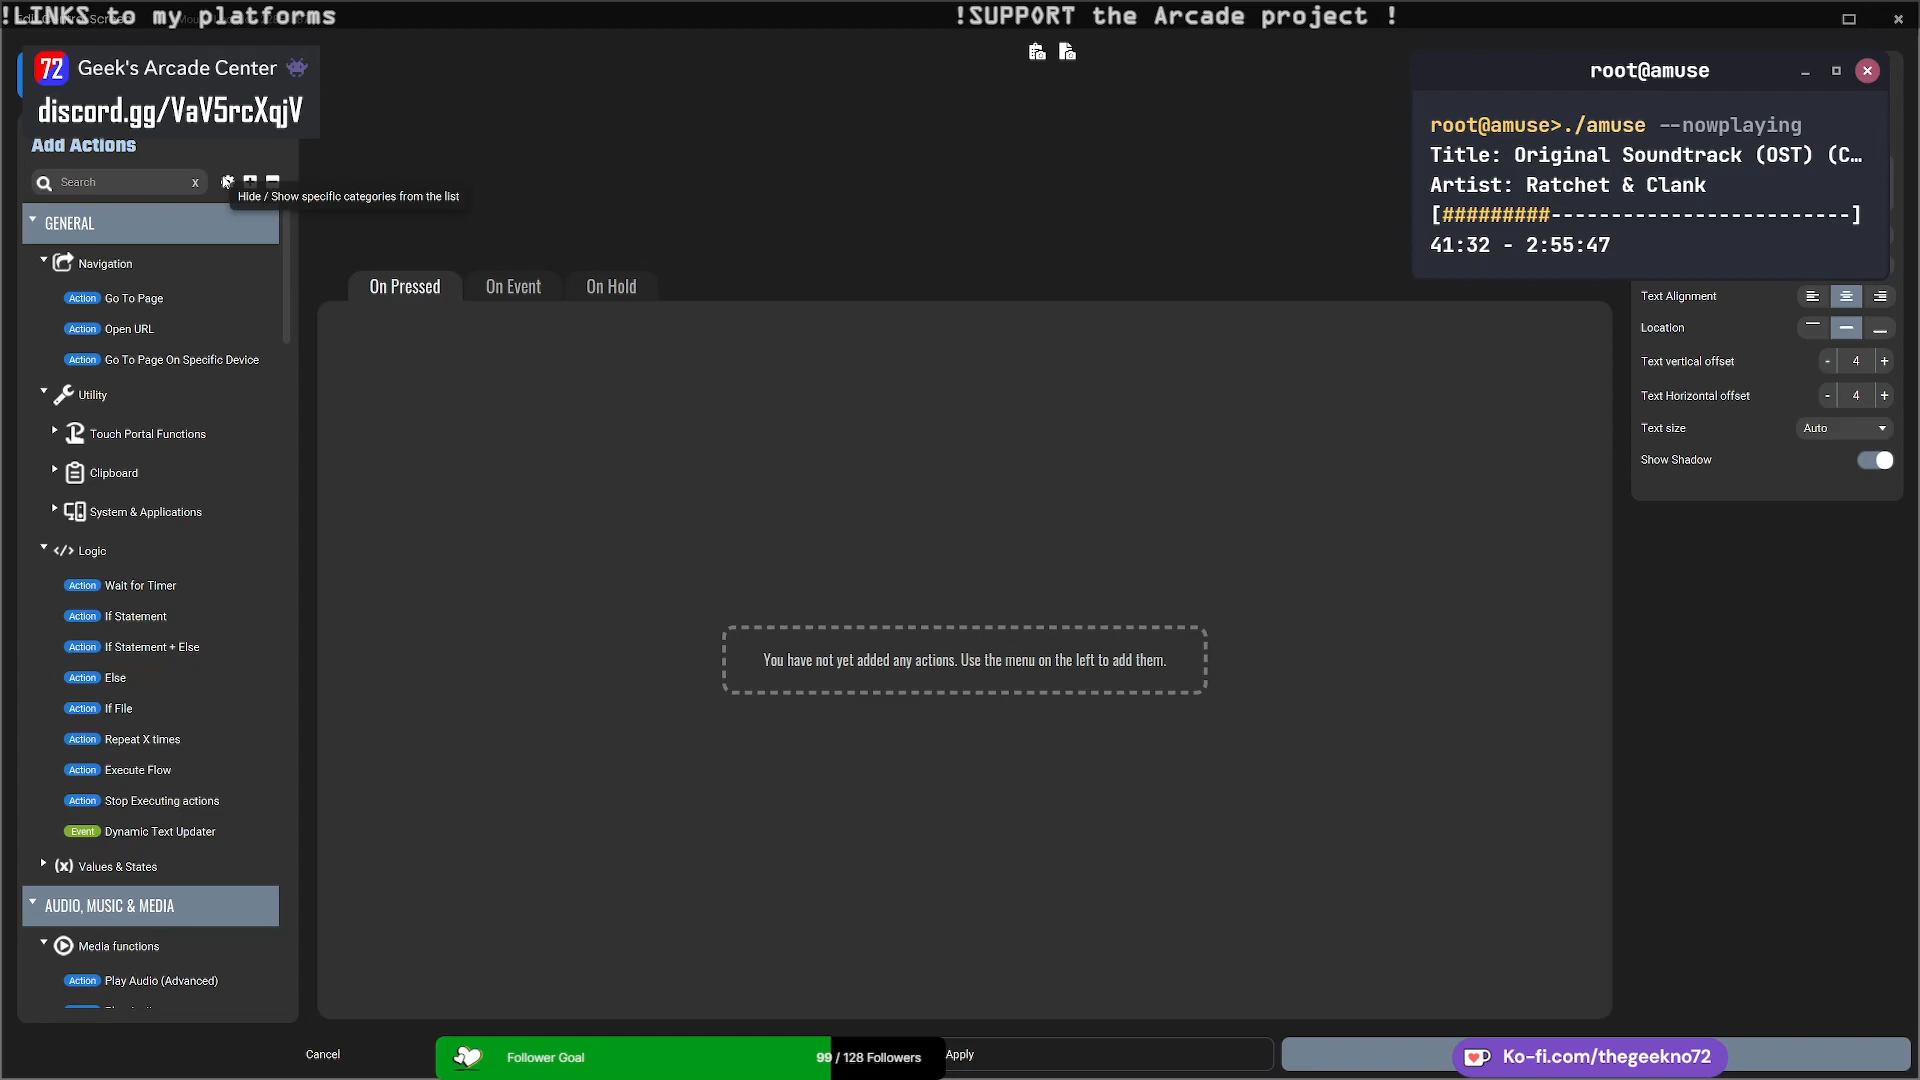 !LINKS to my platforms
!SUPPORT the Arcade project !
72 Geek's Arcade Center
discord.gg/VaV5rcXqjV
root@amuse
root@amuse>./amuse --nowplaying
Title: Original Soundtrack (OST) (C…
Artist: Ratchet & Clank
[#########--------------------------]
41:32 - 2:55:47
Add Actions
Search x
Hide / Show specific categories from the list
GENERAL
Navigation
Action Go To Page
Action Open URL
Action Go To Page On Specific Device
Utility
Touch Portal Functions
Clipboard
System & Applications
Logic
Action Wait for Timer
Action If Statement
Action If Statement + Else
Action Else
Action If File
Action Repeat X times
Action Execute Flow
Action Stop Executing actions
Event Dynamic Text Updater
Values & States
AUDIO, MUSIC & MEDIA
Media functions
Action Play Audio (Advanced)
On Pressed On Event On Hold
You have not yet added any actions. Use the menu on the left to add them.
Text Alignment
Location
Text vertical offset - 4 +
Text Horizontal offset - 4 +
Text size Auto
Show Shadow
Cancel
Follower Goal 99 / 128 Followers
Apply
Ko-fi.com/thegeekno72